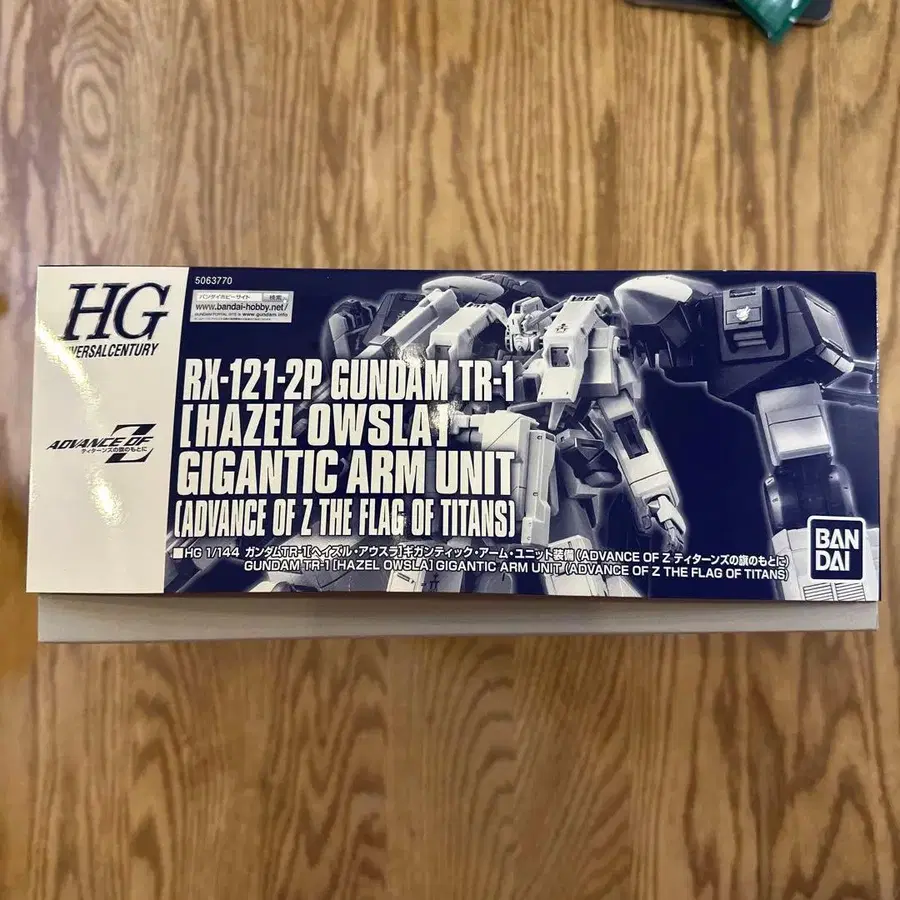 HG
UNIVERSAL CENTURY
ADVANCE OF Z
ティターンズの旗のもとに
5063770
バンダイホビーサイト 検索
www.bandai-hobby.net/
RX-121-2P GUNDAM TR-1
[HAZEL OWSLA]
GIGANTIC ARM UNIT
(ADVANCE OF Z THE FLAG OF TITANS)
■HG 1/144 ガンダムTR-1[ヘイズル・アウスラ]ギガンティック・アーム・ユニット装備 (ADVANCE OF Z ティターンズの旗のもとに)
GUNDAM TR-1 [HAZEL OWSLA] GIGANTIC ARM UNIT (ADVANCE OF Z THE FLAG OF TITANS)
BAN
DAI